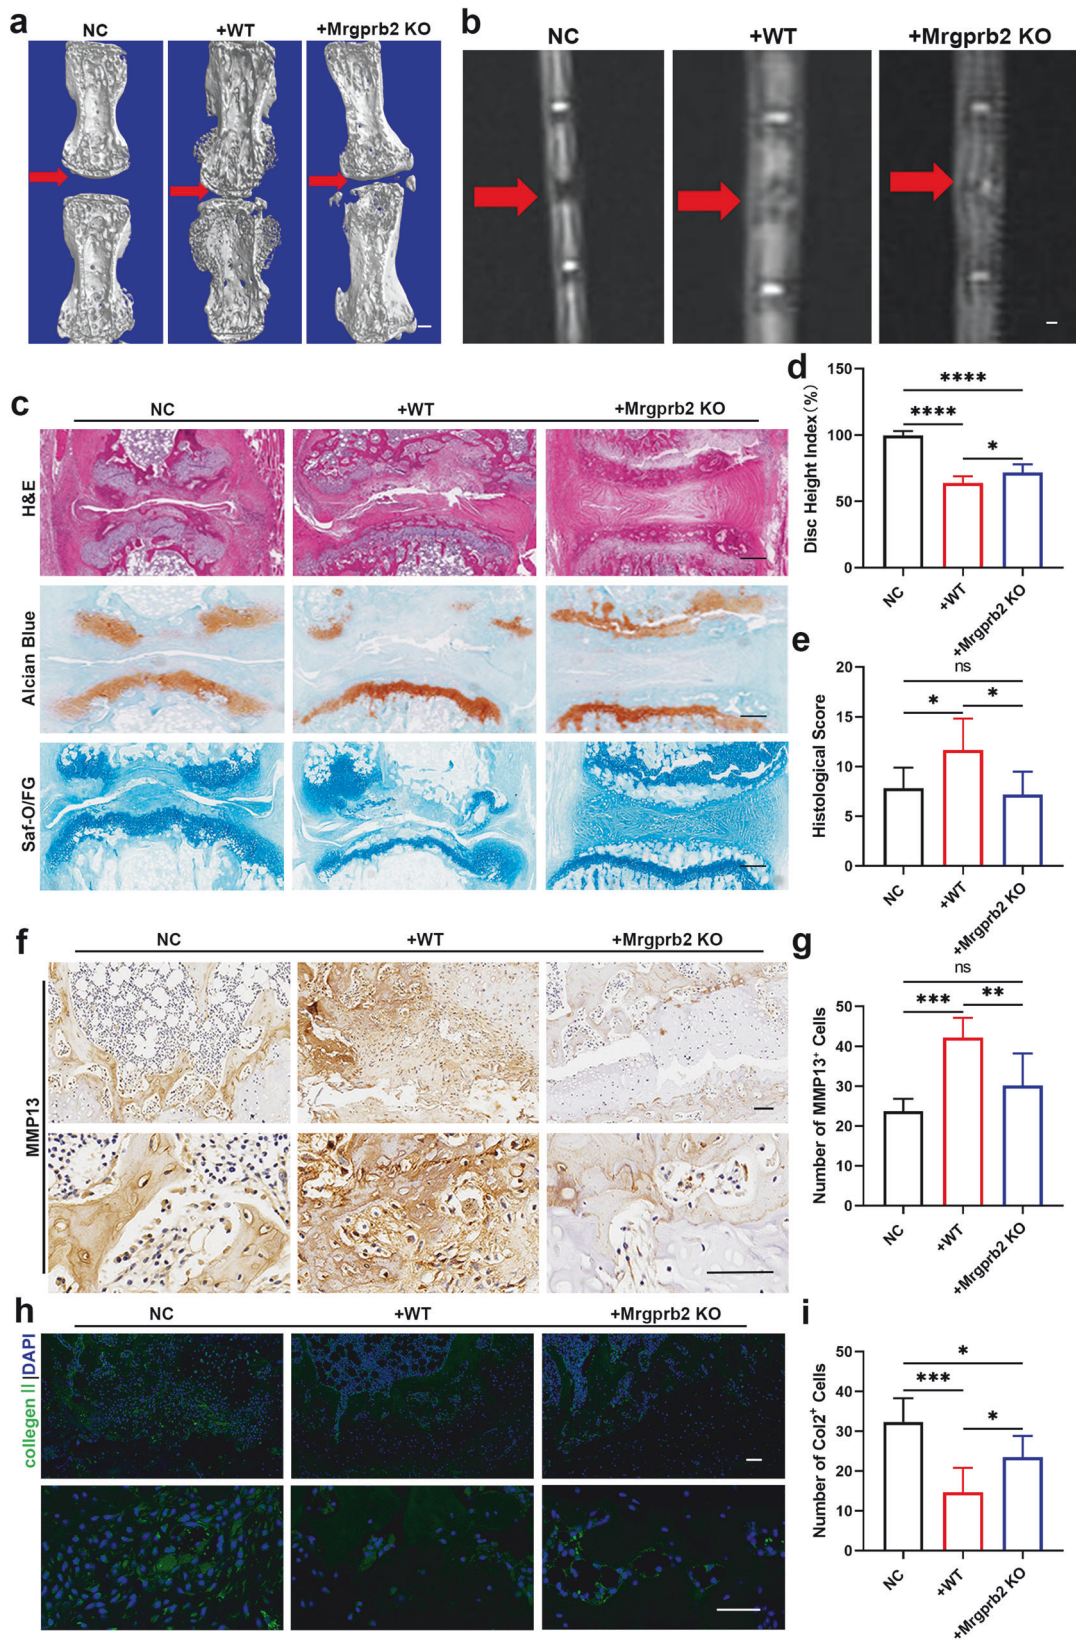 a
NC
+WT
+Mrgprb2 KO
b
NC
+WT
+Mrgprb2 KO
c
NC
+WT
+Mrgprb2 KO
H&E
Alcian Blue
Saf-O/FG
d
Disc Height Index(%)
150
100
50
0
****
****
*
NC
+WT
+Mrgprb2 KO
e
Histological Score
20
15
10
5
0
ns
*
*
NC
+WT
+Mrgprb2 KO
f
NC
+WT
+Mrgprb2 KO
MMP13
g
Number of MMP13⁺ Cells
50
40
30
20
10
0
ns
***
**
NC
+WT
+Mrgprb2 KO
h
NC
+WT
+Mrgprb2 KO
collegen II|DAPI
i
Number of Col2⁺ Cells
50
40
30
20
10
0
*
***
*
NC
+WT
+Mrgprb2 KO